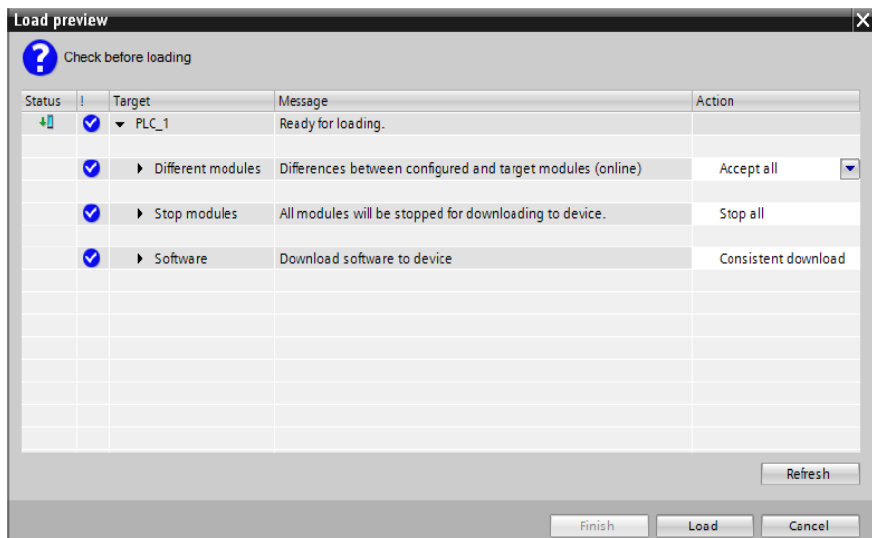 Load preview
Check before loading
Status ! Target Message Action
PLC_1 Ready for loading.
Different modules Differences between configured and target modules (online) Accept all
Stop modules All modules will be stopped for downloading to device. Stop all
Software Download software to device Consistent download
Refresh
Finish Load Cancel